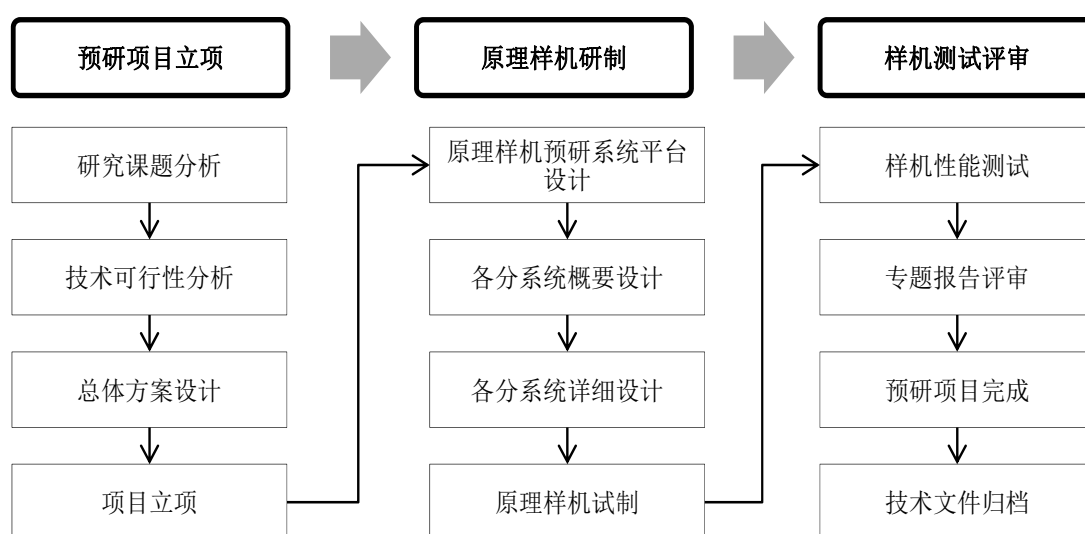 预研项目立项
原理样机研制
样机测试评审
研究课题分析
技术可行性分析
总体方案设计
项目立项
原理样机预研系统平台
设计
各分系统概要设计
各分系统详细设计
原理样机试制
样机性能测试
专题报告评审
预研项目完成
技术文件归档